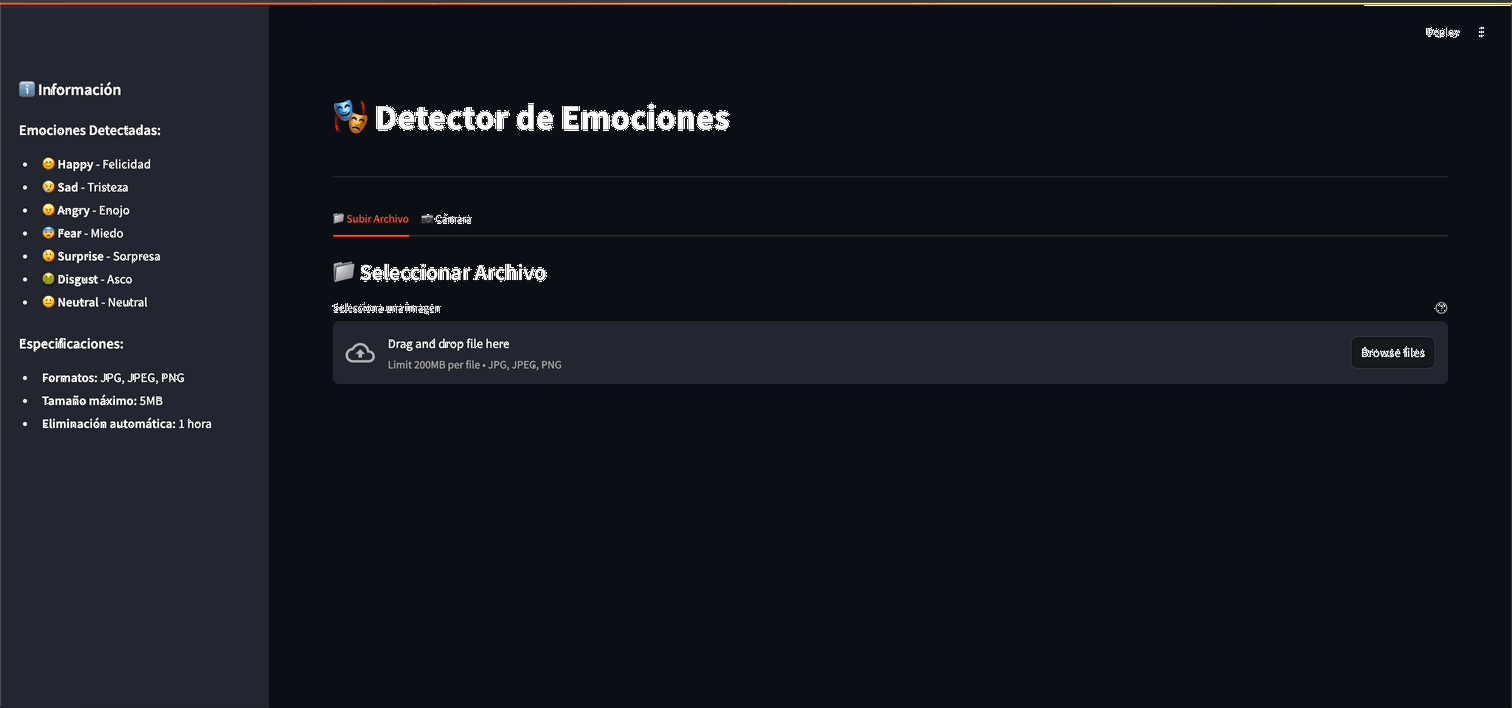 Deploy
Información
Emociones Detectadas:
Happy - Felicidad
Sad - Tristeza
Angry - Enojo
Fear - Miedo
Surprise - Sorpresa
Disgust - Asco
Neutral - Neutral
Especificaciones:
Formatos: JPG, JPEG, PNG
Tamaño máximo: 5MB
Eliminación automática: 1 hora
Detector de Emociones
Subir Archivo
Cámara
Seleccionar Archivo
Selecciona una imagen
Drag and drop file here
Limit 200MB per file • JPG, JPEG, PNG
Browse files